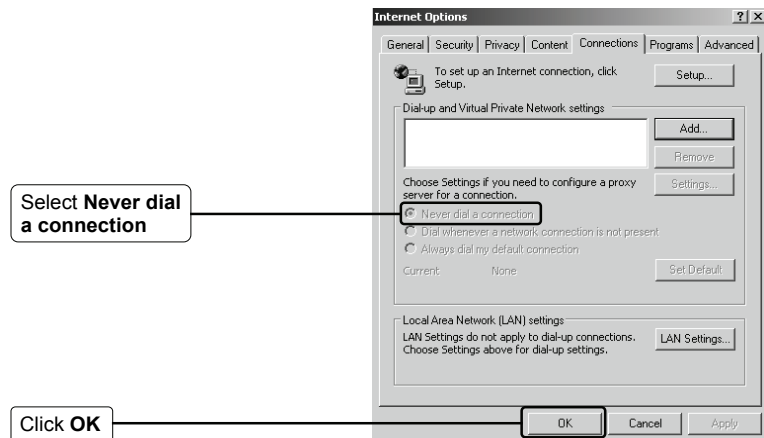 Internet Options
? X
General Security Privacy Content Connections Programs Advanced
To set up an Internet connection, click
Setup.
Setup...
Dial-up and Virtual Private Network settings
Add...
Remove
Choose Settings if you need to configure a proxy
server for a connection.
Settings...
Select Never dial
a connection
Never dial a connection
Dial whenever a network connection is not present
Always dial my default connection
Current None
Set Default
Local Area Network (LAN) settings
LAN Settings do not apply to dial-up connections.
Choose Settings above for dial-up settings.
LAN Settings...
Click OK
OK Cancel Apply